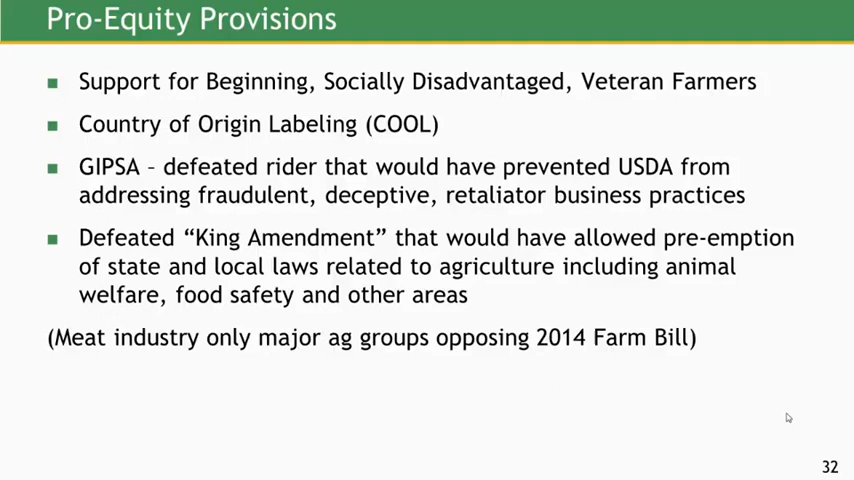 Pro-Equity Provisions
Support for Beginning, Socially Disadvantaged, Veteran Farmers
Country of Origin Labeling (COOL)
GIPSA – defeated rider that would have prevented USDA from
addressing fraudulent, deceptive, retaliator business practices
Defeated “King Amendment” that would have allowed pre-emption
of state and local laws related to agriculture including animal
welfare, food safety and other areas
(Meat industry only major ag groups opposing 2014 Farm Bill)
32